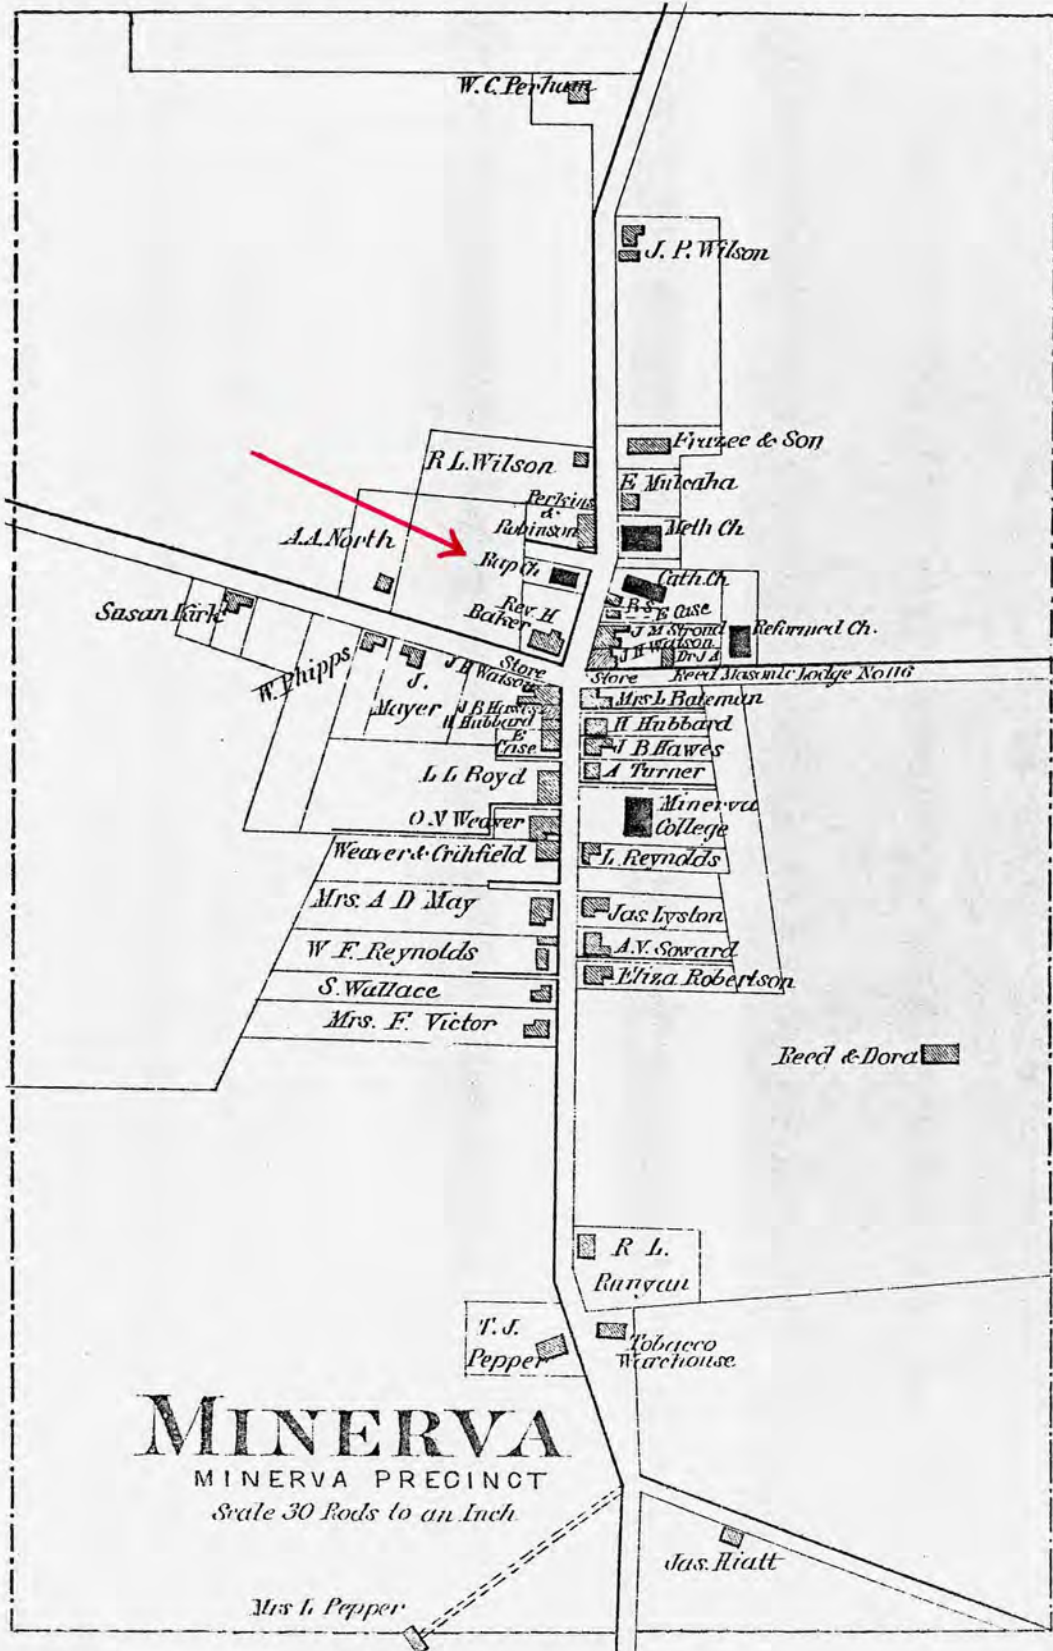 W. C. Perham
J. P. Wilson
Frazee & Son
R L. Wilson
E Mulcaha
Perkins
&
Robinson
Meth Ch
A.A. North
Bap Ch
Cath. Ch
Susan Kirk
Rev. H
Baker
R. S.
E Case
J M Strond
Reformed Ch.
J H Watson
Dr J A
Store
Store
Reed Masonic Lodge No 116
W. Phipps
J.
Mayer
J H Watson
Mrs. L Bateman
H Hubbard
H Hubbard
E
Case
J B Hawes
A Turner
L L Boyd
Minerva
College
O. N Weaver
Weaver & Crihfield
L Reynolds
Mrs. A D May
Jas. Lyston
W F. Reynolds
A.V. Soward
S. Wallace
Eliza Robertson
Mrs. F. Victor
Reed & Dora
R L.
Runyan
T. J.
Pepper
Tobacco
Warehouse
MINERVA
MINERVA PRECINCT
Scale 30 Rods to an Inch
Jas. Hiatt
Mrs L Pepper